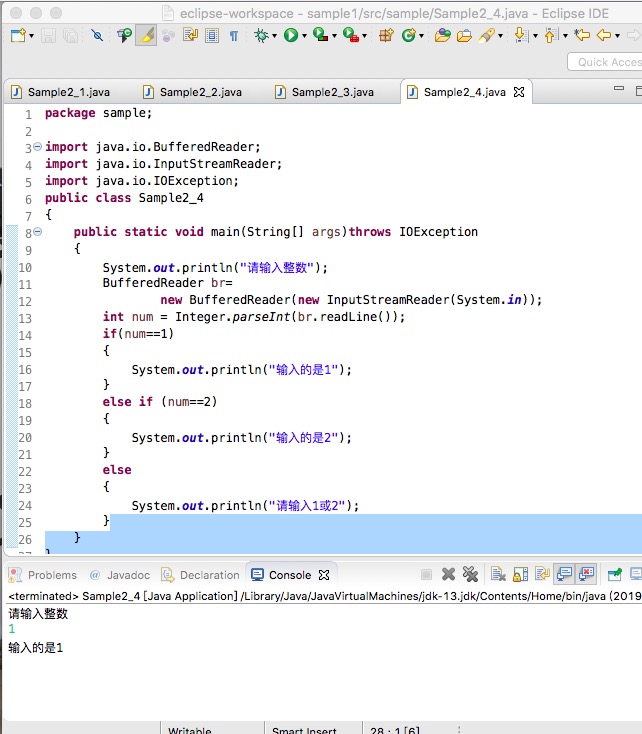 eclipse-workspace - sample1/src/sample/Sample2_4.java - Eclipse IDE
Quick Acces
Sample2_1.java
Sample2_2.java
Sample2_3.java
Sample2_4.java
1 package sample;
2
3 import java.io.BufferedReader;
4 import java.io.InputStreamReader;
5 import java.io.IOException;
6 public class Sample2_4
7 {
8 public static void main(String[] args)throws IOException
9 {
10 System.out.println("请输入整数");
11 BufferedReader br=
12 new BufferedReader(new InputStreamReader(System.in));
13 int num = Integer.parseInt(br.readLine());
14 if(num==1)
15 {
16 System.out.println("输入的是1");
17 }
18 else if (num==2)
19 {
20 System.out.println("输入的是2");
21 }
22 else
23 {
24 System.out.println("请输入1或2");
25 }
26 }
27 }
Problems @ Javadoc Declaration Console
<terminated> Sample2_4 [Java Application] /Library/Java/JavaVirtualMachines/jdk-13.jdk/Contents/Home/bin/java (2019
请输入整数
1
输入的是1
Writable Smart Insert 28 : 1 [6]